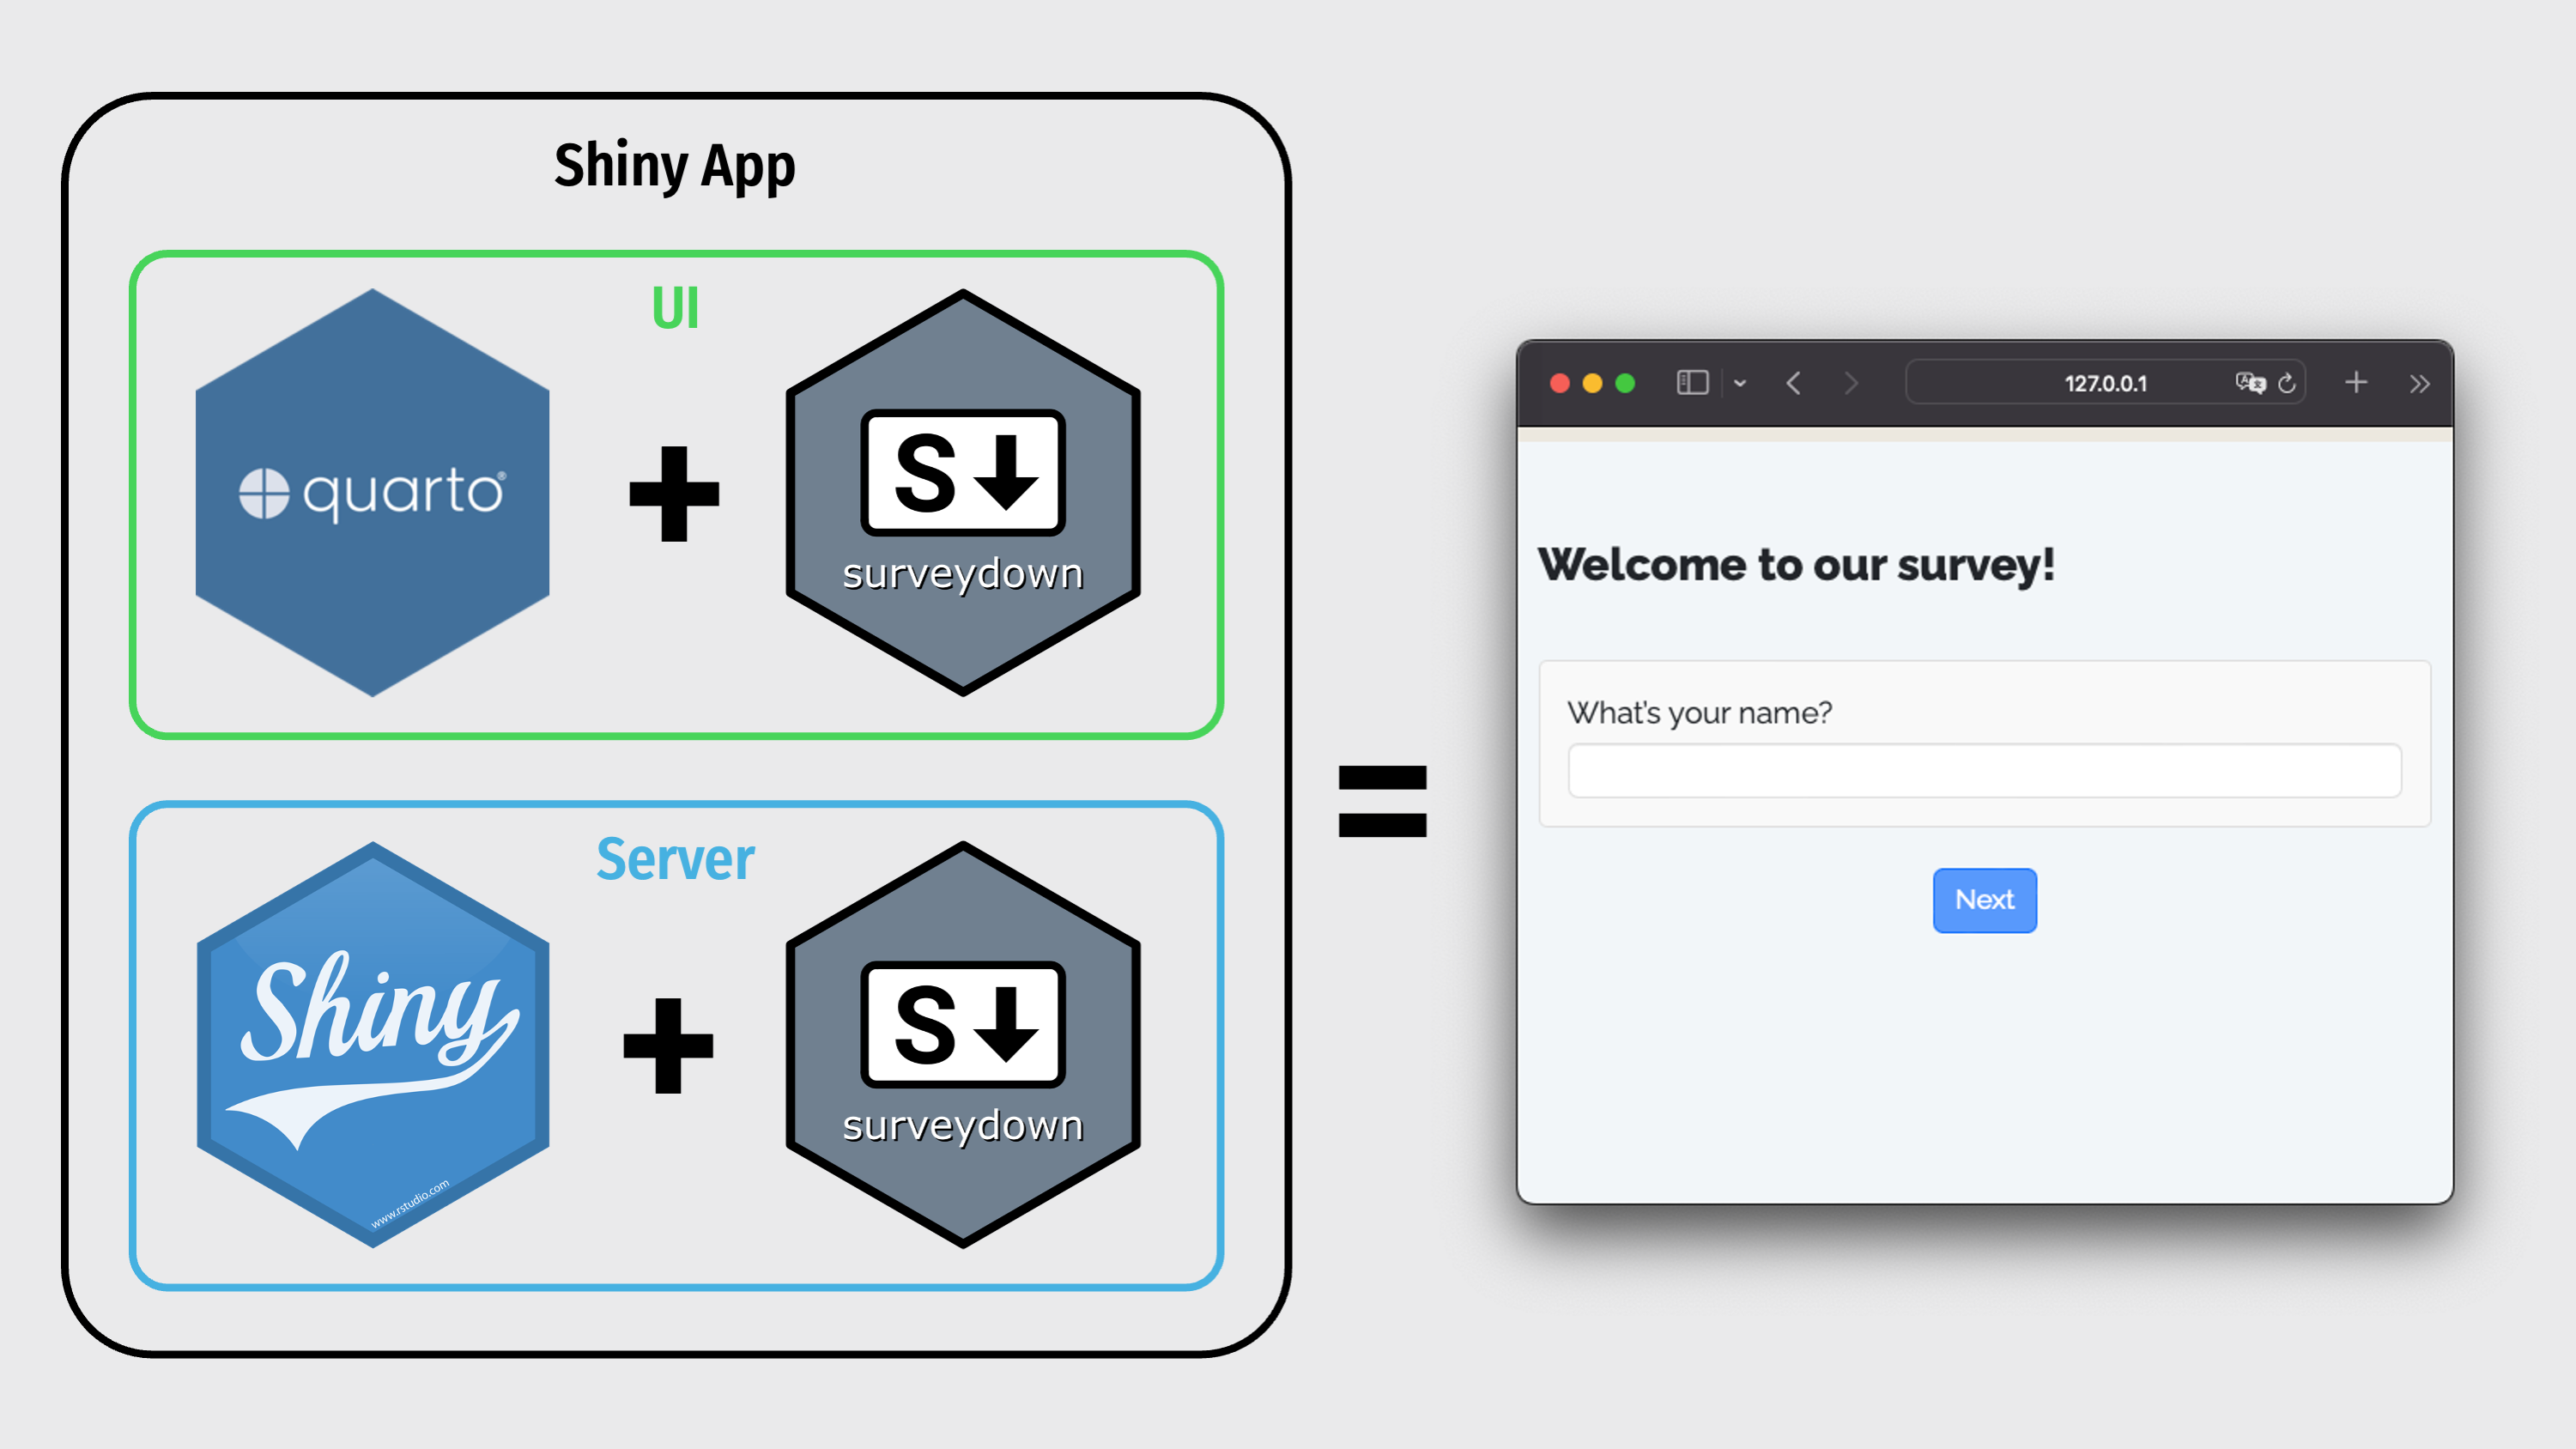 Shiny App
UI
quarto®
+
S
surveydown
Server
Shiny
www.rstudio.com
+
S
surveydown
=
127.0.0.1
Welcome to our survey!
What's your name?
Next